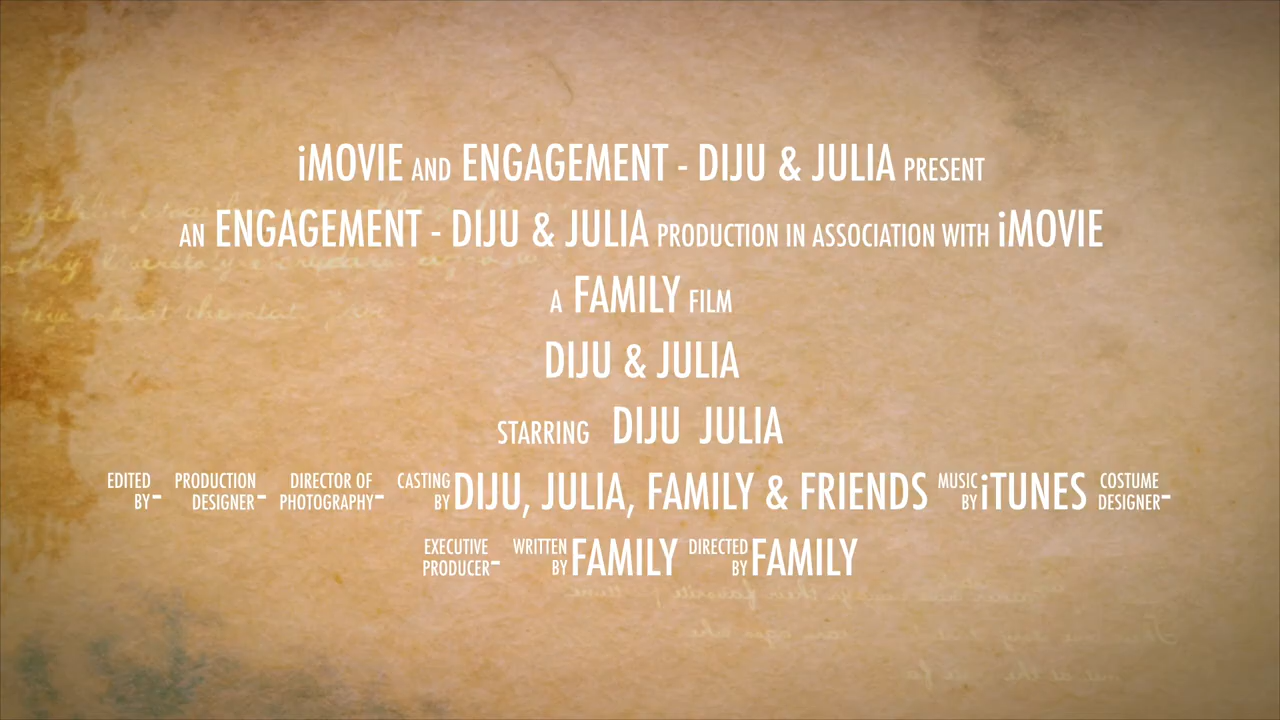 iMOVIE AND ENGAGEMENT - DIJU & JULIA PRESENT
AN ENGAGEMENT - DIJU & JULIA PRODUCTION IN ASSOCIATION WITH iMOVIE
A FAMILY FILM
DIJU & JULIA
STARRING DIJU JULIA
EDITED BY- PRODUCTION DESIGNER- DIRECTOR OF PHOTOGRAPHY- CASTING BY DIJU, JULIA, FAMILY & FRIENDS MUSIC BY iTUNES COSTUME DESIGNER-
EXECUTIVE PRODUCER- WRITTEN BY FAMILY DIRECTED BY FAMILY